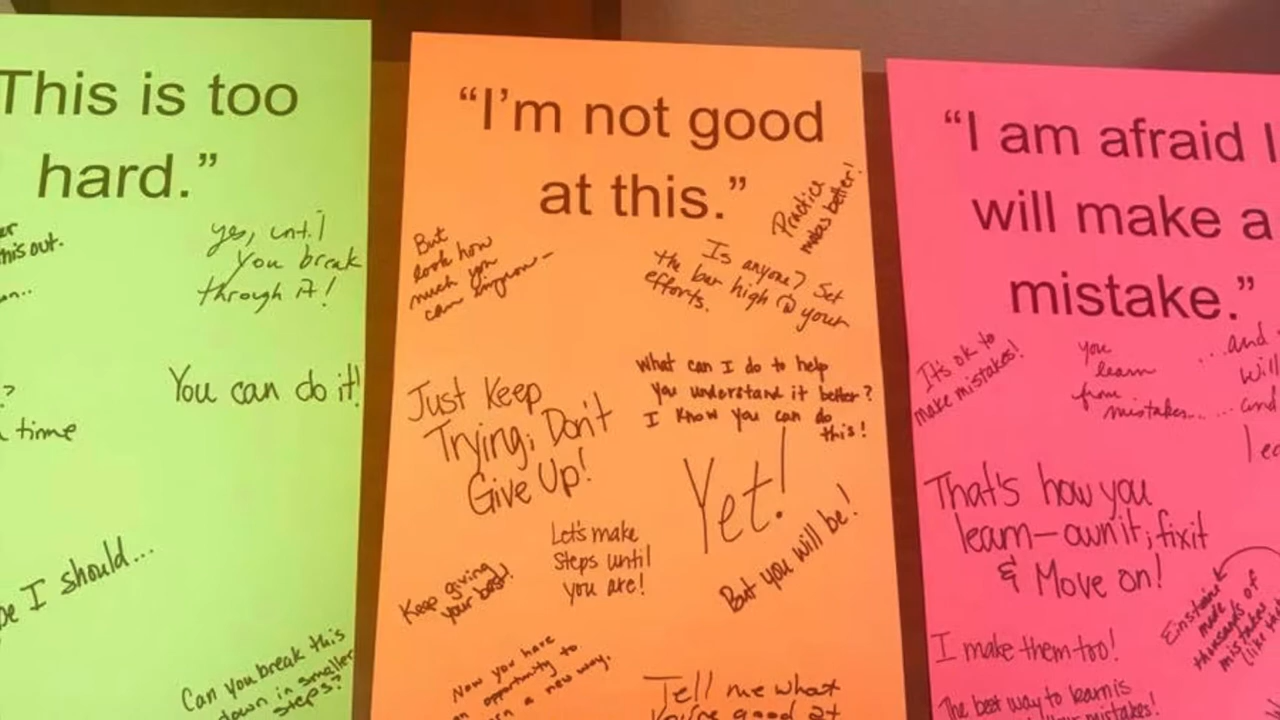 This is too
hard.”
his out.
yes, until
you break
through it!
You can do it!
?
time
I should...
Can you break this
down in smaller
steps?
“I’m not good
at this.”
Practice
makes better!
But
look how
much you
can improve—
Is anyone? Set
the bar high @ your
efforts.
What can I do to help
you understand it better?
I know you can do
this!
Just Keep
Trying; Don't
Give Up!
Yet!
Let's make
steps until
you are!
But you will be!
Keep giving
your best!
Now you have
opportunity to
a new way.
Tell me what
you're good at
“I am afraid I
will make a
mistake.”
It's ok to
make mistakes!
you
learn
from
mistakes...
...and
will
...and
That's how you
learn—own it, fix it
& Move on!
Einstein
made
thousands of
mistakes
(like
I make them too!
The best way to learn is
mistakes!